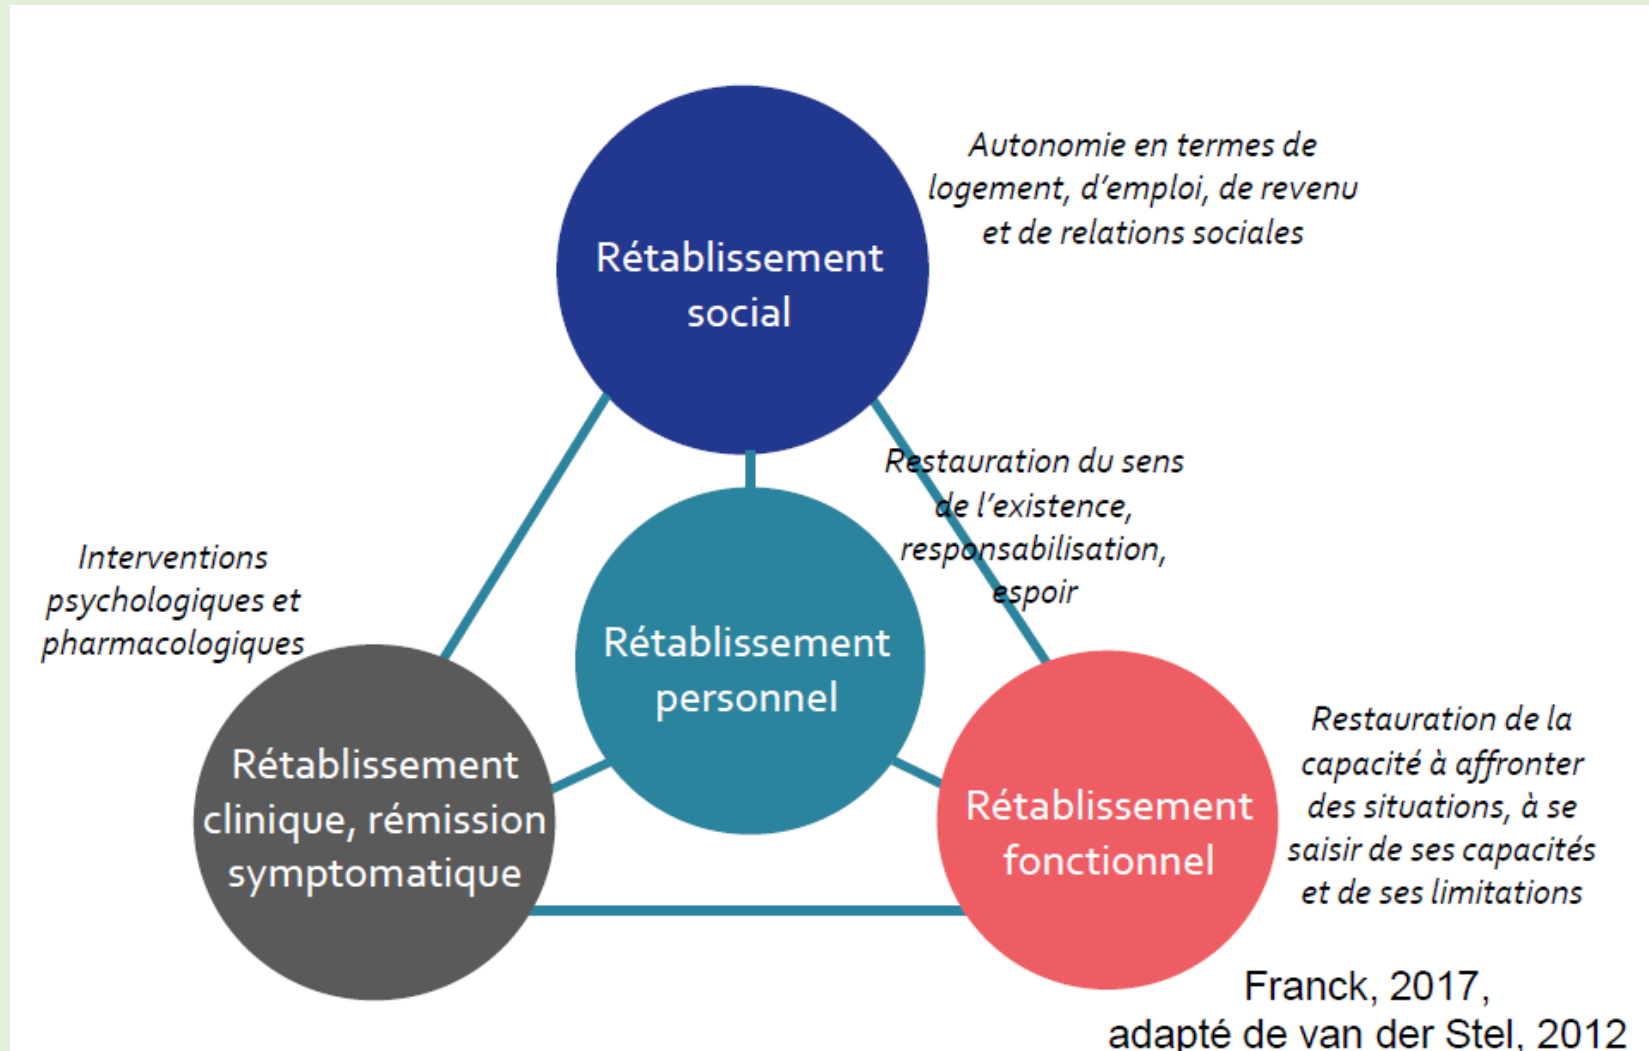 Autonomie en termes de
logement, d’emploi, de revenu
et de relations sociales
Rétablissement
social
Restauration du sens
de l’existence,
responsabilisation,
espoir
Interventions
psychologiques et
pharmacologiques
Rétablissement
personnel
Rétablissement
clinique, rémission
symptomatique
Rétablissement
fonctionnel
Restauration de la
capacité à affronter
des situations, à se
saisir de ses capacités
et de ses limitations
Franck, 2017,
adapté de van der Stel, 2012